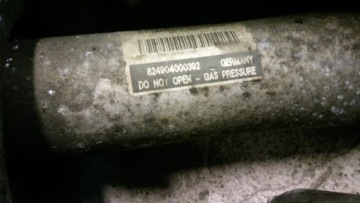 824904000392 - GERMANY
DO NOT OPEN - GAS PRESSURE